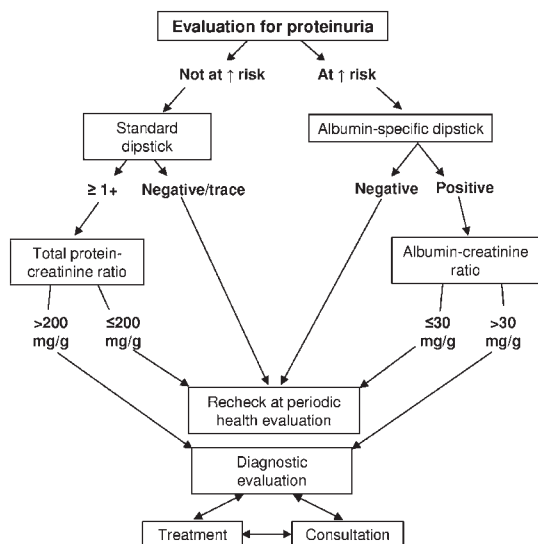 Evaluation for proteinuria
Not at ↑ risk
At ↑ risk
Standard
dipstick
Albumin-specific dipstick
≥ 1+
Negative/trace
Negative
Positive
Total protein-
creatinine ratio
Albumin-creatinine
ratio
>200
mg/g
≤200
mg/g
≤30
mg/g
>30
mg/g
Recheck at periodic
health evaluation
Diagnostic
evaluation
Treatment
Consultation